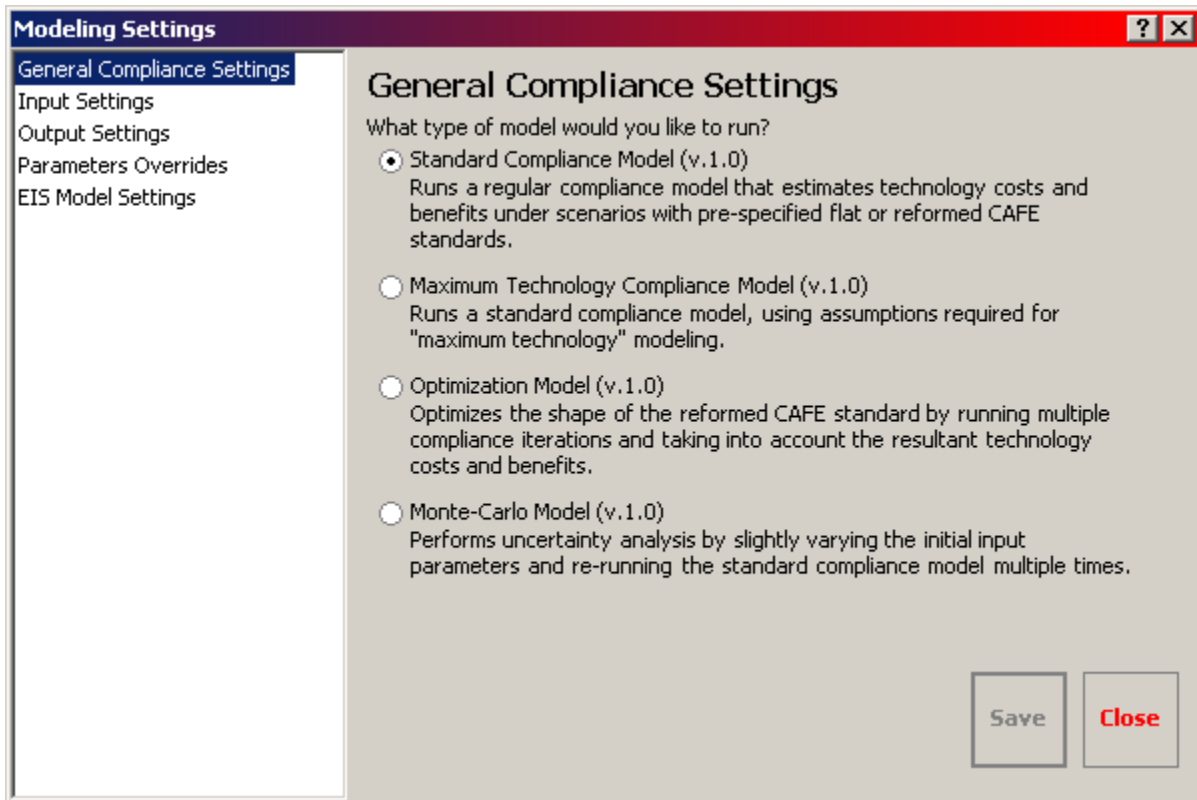 Modeling Settings
General Compliance Settings
Input Settings
Output Settings
Parameters Overrides
EIS Model Settings
General Compliance Settings
What type of model would you like to run?
Standard Compliance Model (v.1.0)
Runs a regular compliance model that estimates technology costs and
benefits under scenarios with pre-specified flat or reformed CAFE
standards.
Maximum Technology Compliance Model (v.1.0)
Runs a standard compliance model, using assumptions required for
"maximum technology" modeling.
Optimization Model (v.1.0)
Optimizes the shape of the reformed CAFE standard by running multiple
compliance iterations and taking into account the resultant technology
costs and benefits.
Monte-Carlo Model (v.1.0)
Performs uncertainty analysis by slightly varying the initial input
parameters and re-running the standard compliance model multiple times.
Save
Close